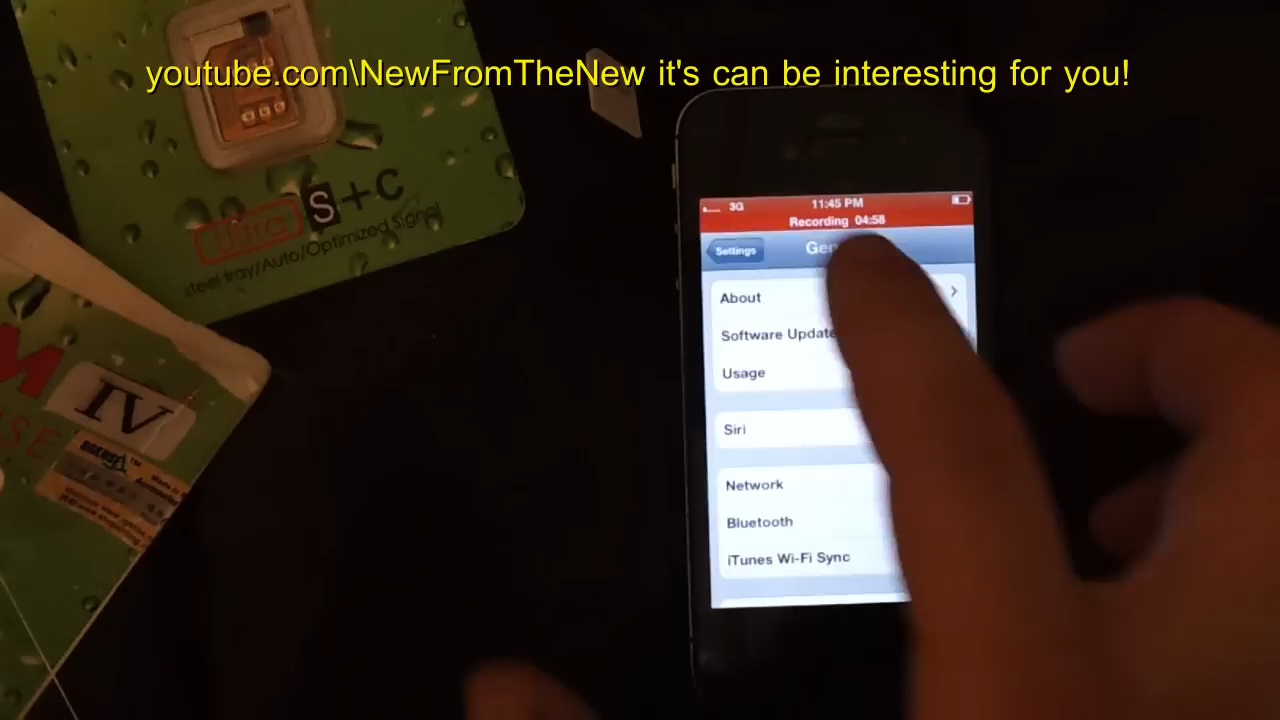 youtube.com\NewFromTheNew it's can be interesting for you!
S+C
steel tray/Auto/Optimized Signal
IV
3G
11:45 PM
Recording 04:58
Settings
About
Software Update
Usage
Siri
Network
Bluetooth
iTunes Wi-Fi Sync